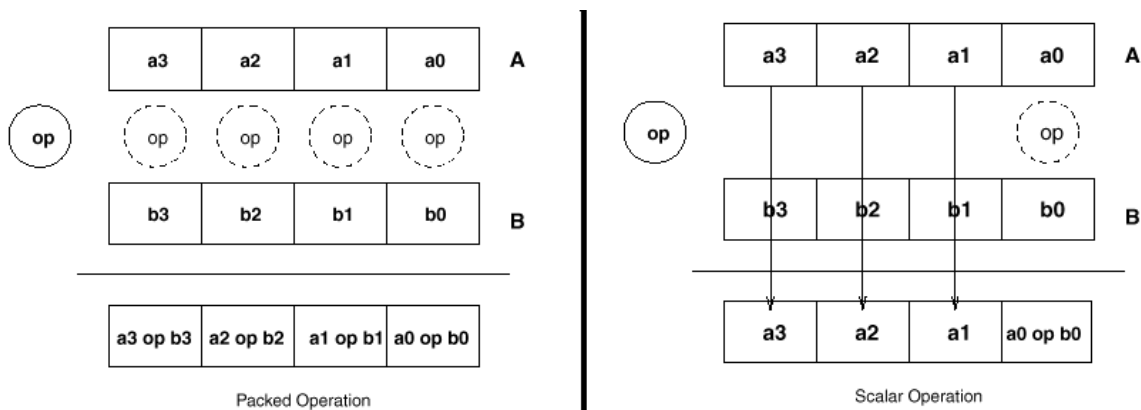 a3 a2 a1 a0 A
op op op op op
b3 b2 b1 b0 B
a3 op b3 a2 op b2 a1 op b1 a0 op b0
Packed Operation
a3 a2 a1 a0 A
op op
b3 b2 b1 b0 B
a3 a2 a1 a0 op b0
Scalar Operation